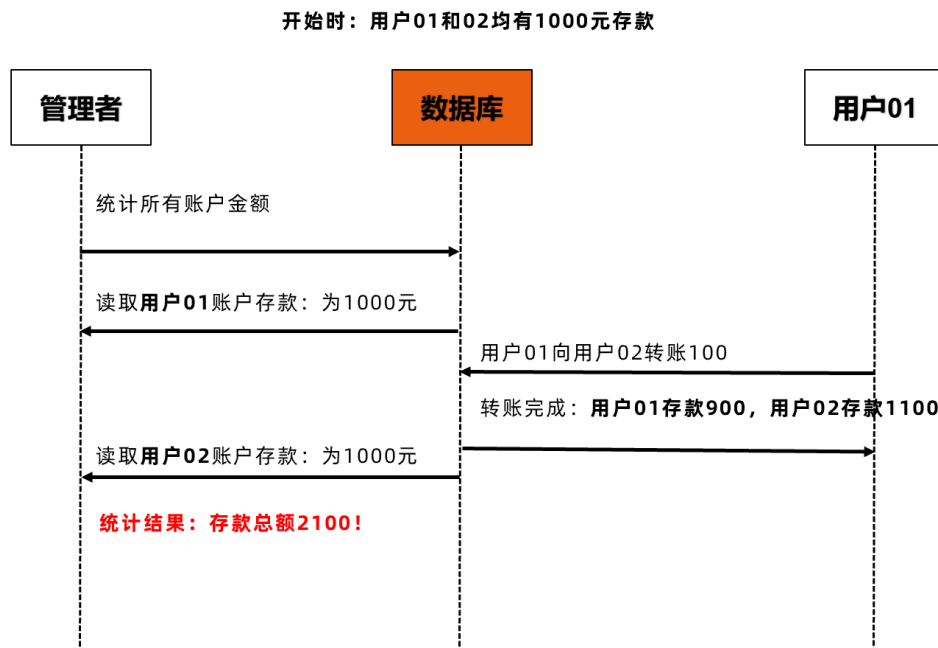 开始时：用户01和02均有1000元存款
管理者
数据库
用户01
统计所有账户金额
读取用户01账户存款：为1000元
用户01向用户02转账100
转账完成：用户01存款900，用户02存款1100
读取用户02账户存款：为1000元
统计结果：存款总额2100！